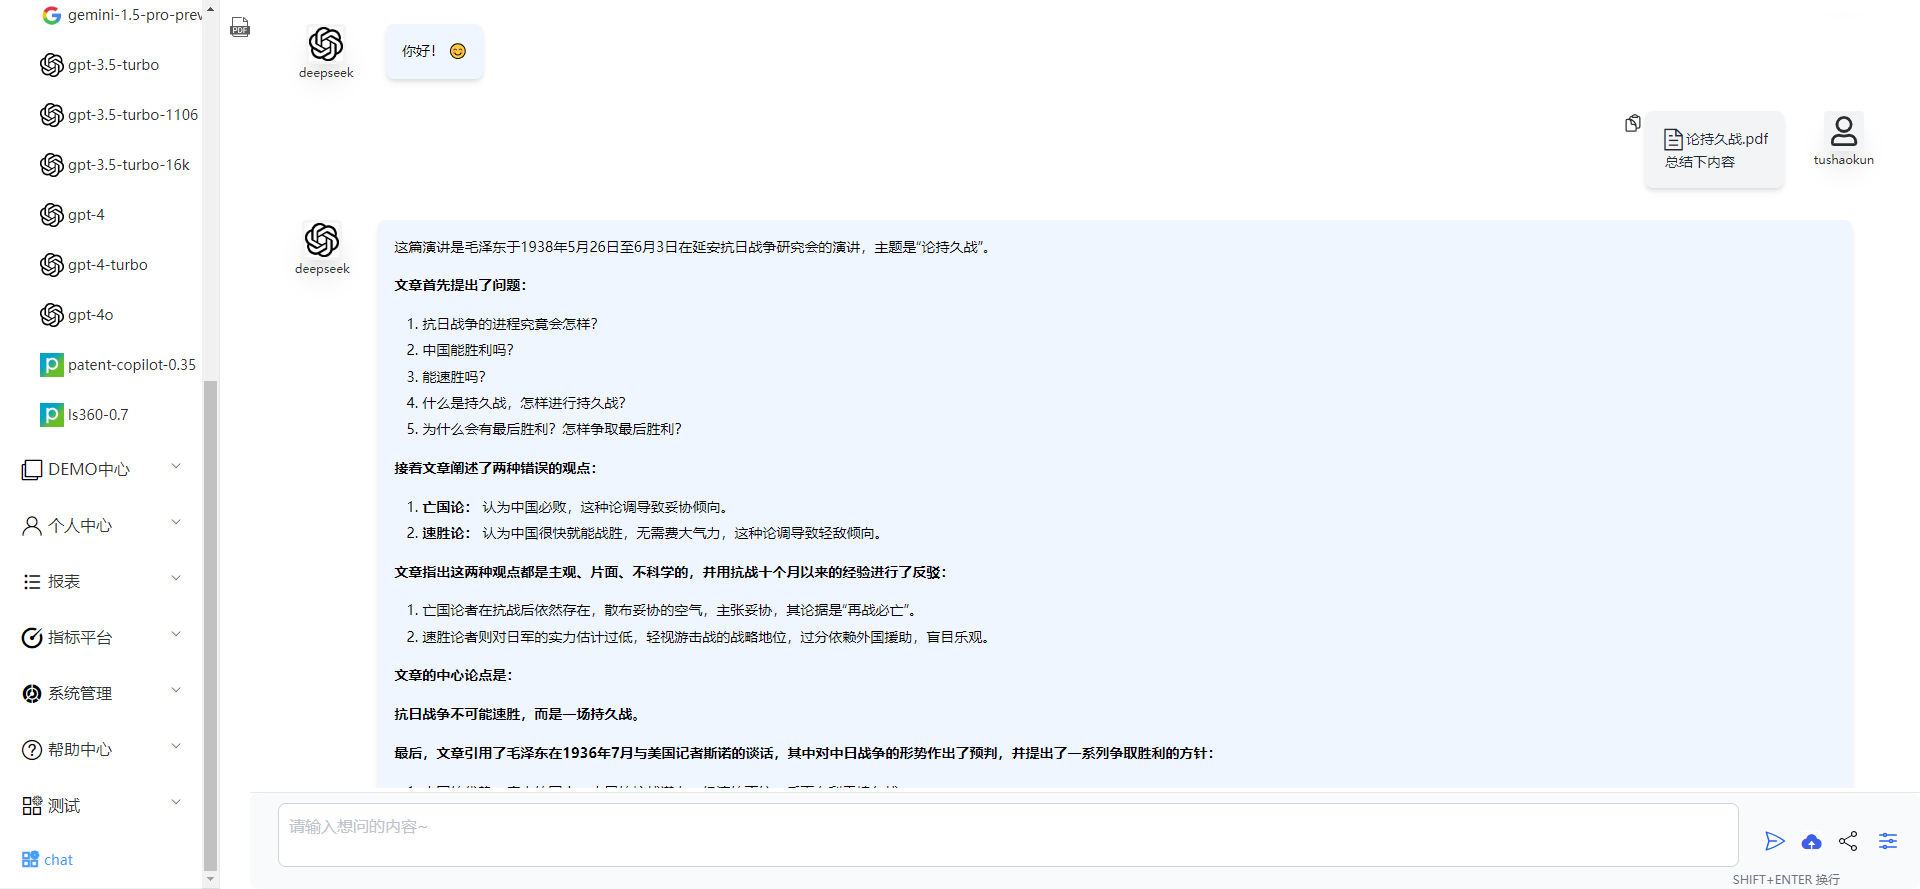 gemini-1.5-pro-prev
gpt-3.5-turbo
gpt-3.5-turbo-1106
gpt-3.5-turbo-16k
gpt-4
gpt-4-turbo
gpt-4o
patent-copilot-0.35
ls360-0.7
DEMO中心
个人中心
报表
指标平台
系统管理
帮助中心
测试
chat
PDF
deepseek
你好！ 😊
论持久战.pdf
总结下内容
tushaokun
deepseek
这篇演讲是毛泽东于1938年5月26日至6月3日在延安抗日战争研究会的演讲，主题是“论持久战”。
文章首先提出了问题：
1. 抗日战争的进程究竟会怎样？
2. 中国能胜利吗？
3. 能速胜吗？
4. 什么是持久战，怎样进行持久战？
5. 为什么会有最后胜利？怎样争取最后胜利？
接着文章阐述了两种错误的观点：
1. 亡国论： 认为中国必败，这种论调导致妥协倾向。
2. 速胜论： 认为中国很快就能战胜，无需费大气力，这种论调导致轻敌倾向。
文章指出这两种观点都是主观、片面、不科学的，并用抗战十个月以来的经验进行了反驳：
1. 亡国论者在抗战后依然存在，散布妥协的空气，主张妥协，其论据是“再战必亡”。
2. 速胜论者则对日军的实力估计过低，轻视游击战的战略地位，过分依赖外国援助，盲目乐观。
文章的中心论点是：
抗日战争不可能速胜，而是一场持久战。
最后，文章引用了毛泽东在1936年7月与美国记者斯诺的谈话，其中对中日战争的形势作出了预判，并提出了一系列争取胜利的方针：
请输入想问的内容~
SHIFT+ENTER 换行